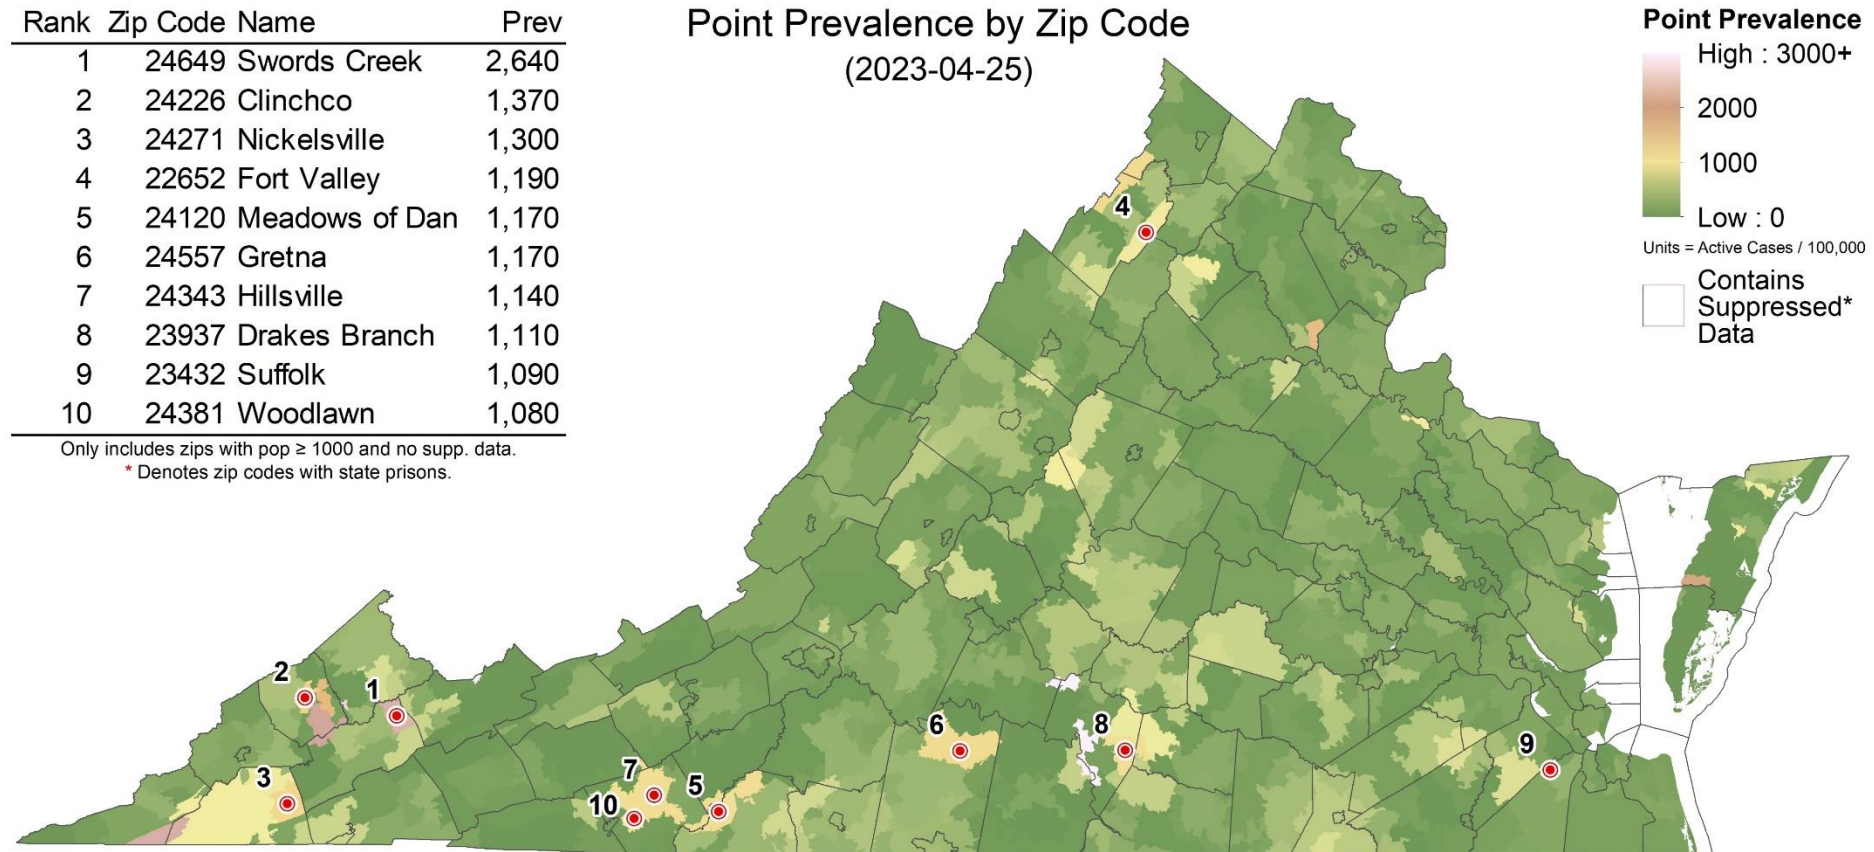 Rank Zip Code Name Prev
1 24649 Swords Creek 2,640
2 24226 Clinchco 1,370
3 24271 Nickelsville 1,300
4 22652 Fort Valley 1,190
5 24120 Meadows of Dan 1,170
6 24557 Gretna 1,170
7 24343 Hillsville 1,140
8 23937 Drakes Branch 1,110
9 23432 Suffolk 1,090
10 24381 Woodlawn 1,080
Only includes zips with pop ≥ 1000 and no supp. data.
* Denotes zip codes with state prisons.
Point Prevalence by Zip Code
(2023-04-25)
Point Prevalence
High : 3000+
2000
1000
Low : 0
Units = Active Cases / 100,000
Contains
Suppressed*
Data
4
2
1
3
7
10
5
6
8
9